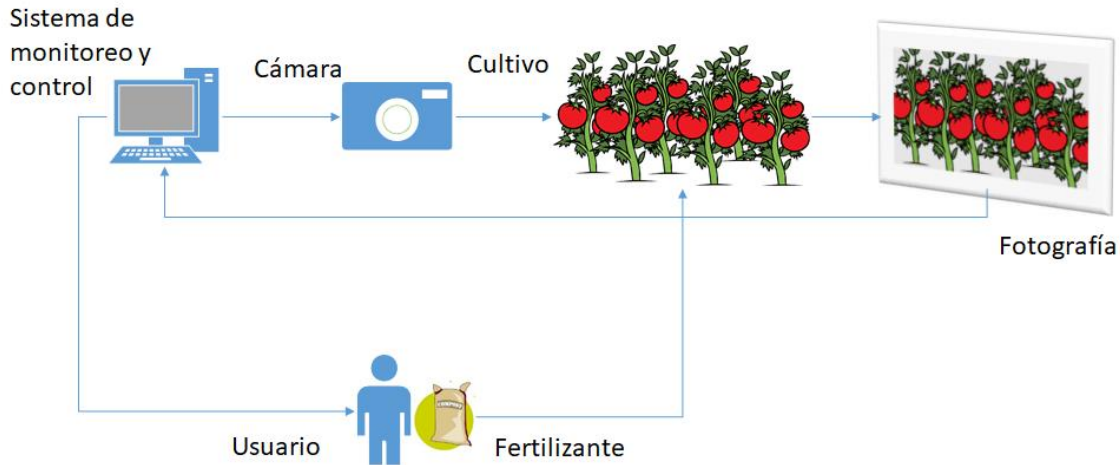 Sistema de
monitoreo y
control
Cámara
Cultivo
Fotografía
Usuario
Fertilizante